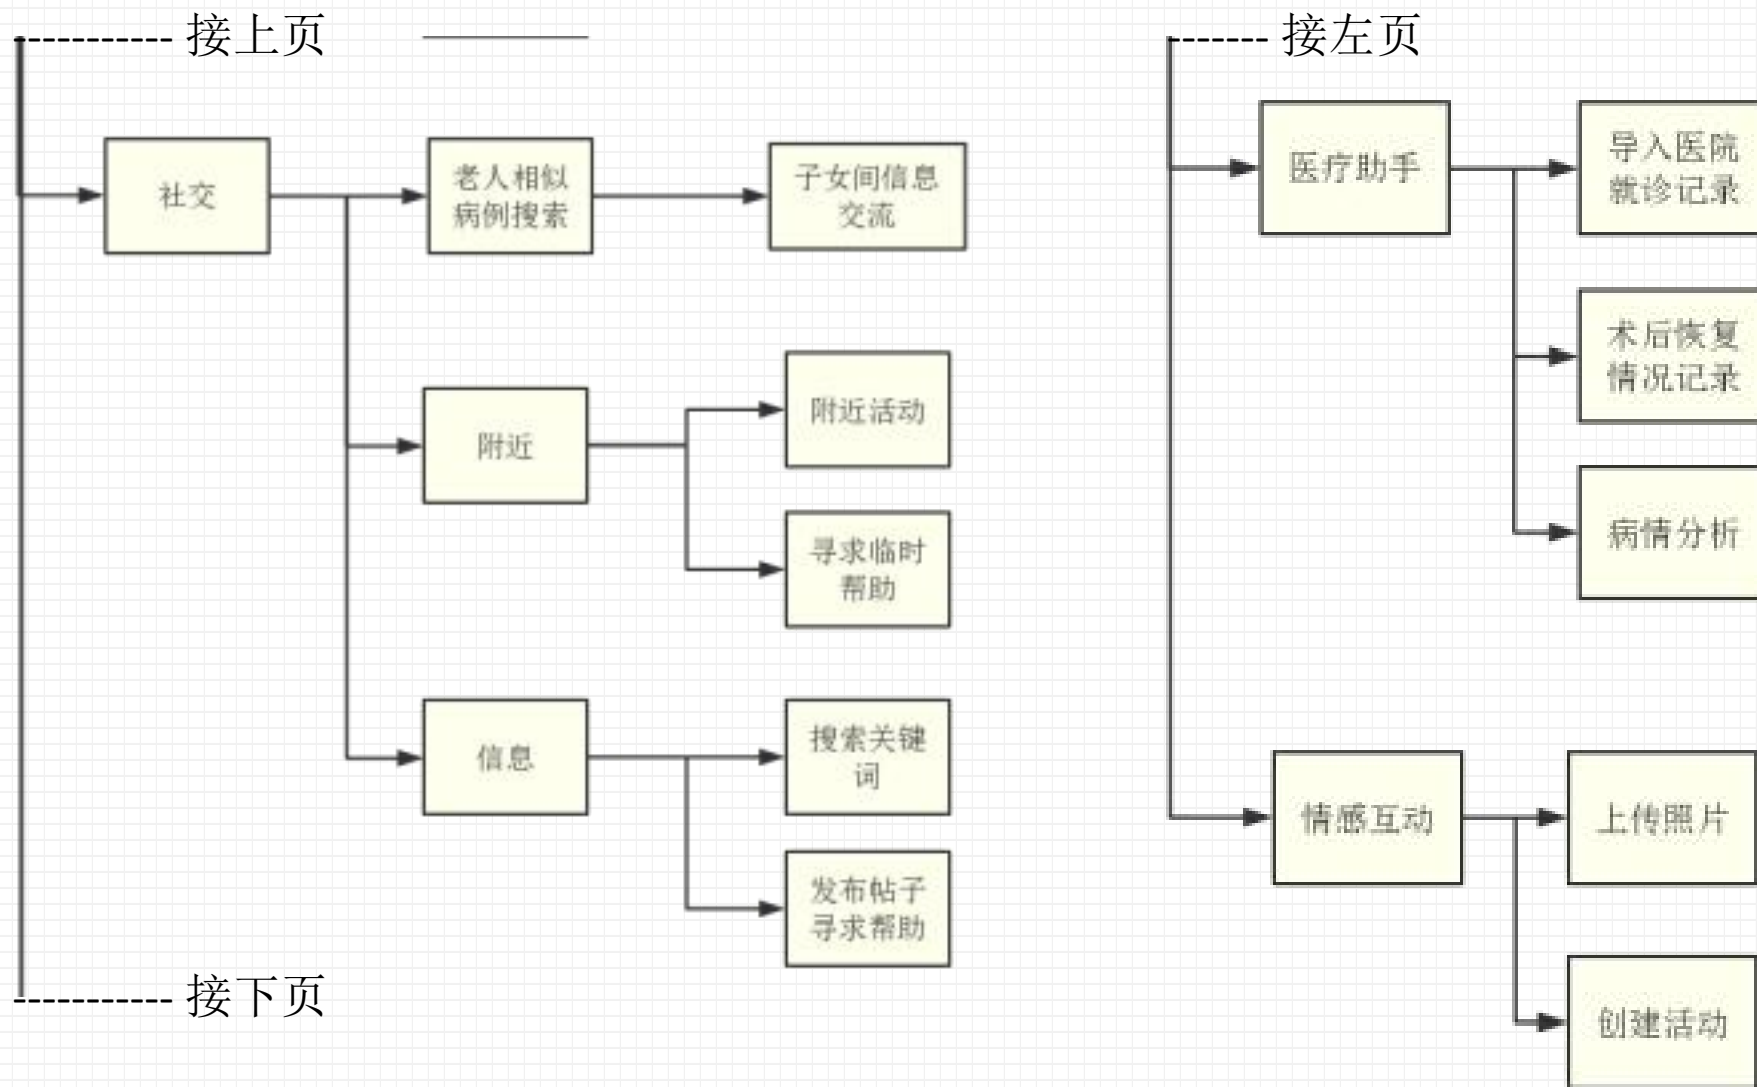 接上页
社交
老人相似
病例搜索
子女间信息
交流
附近
附近活动
寻求临时
帮助
信息
搜索关键
词
发布帖子
寻求帮助
接下页
接左页
医疗助手
导入医院
就诊记录
术后恢复
情况记录
病情分析
情感互动
上传照片
创建活动